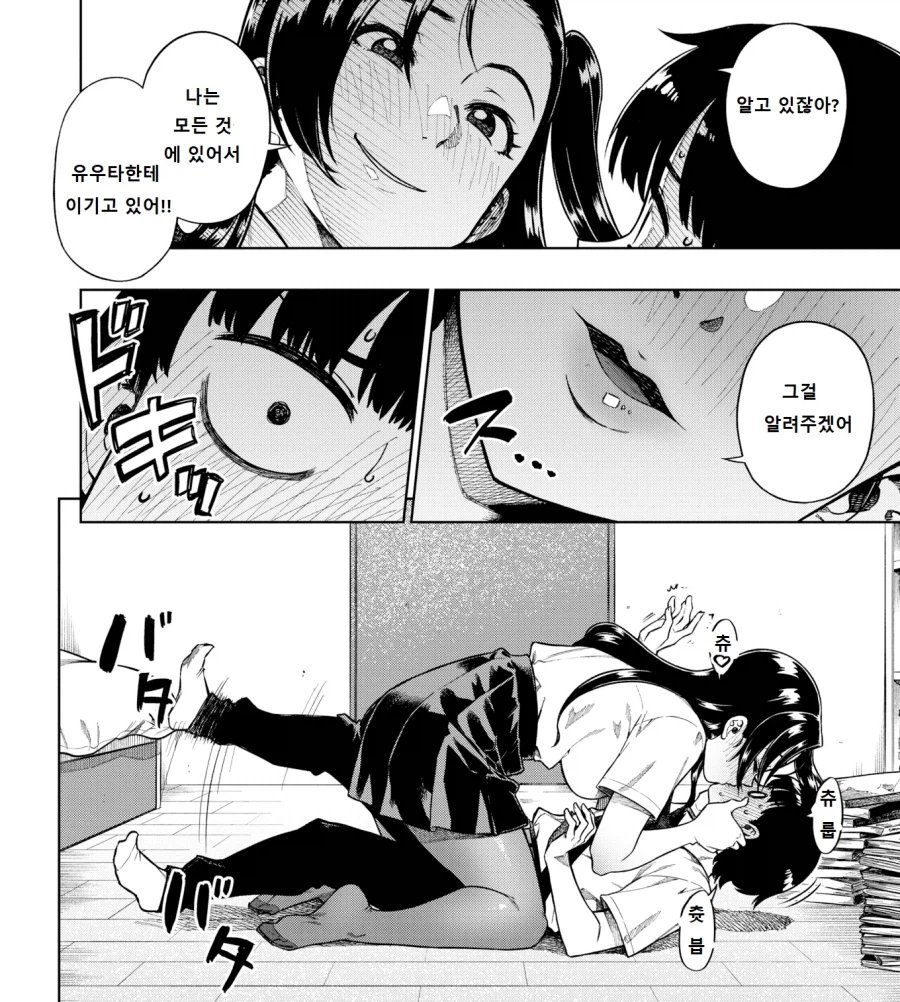 알고 있잖아?
나는
모든 것
에 있어서
유우타한테
이기고 있어!!
그걸
알려주겠어
ス…
ドキ
バタ
츄♡
츄
릅
츗
븝
バタ